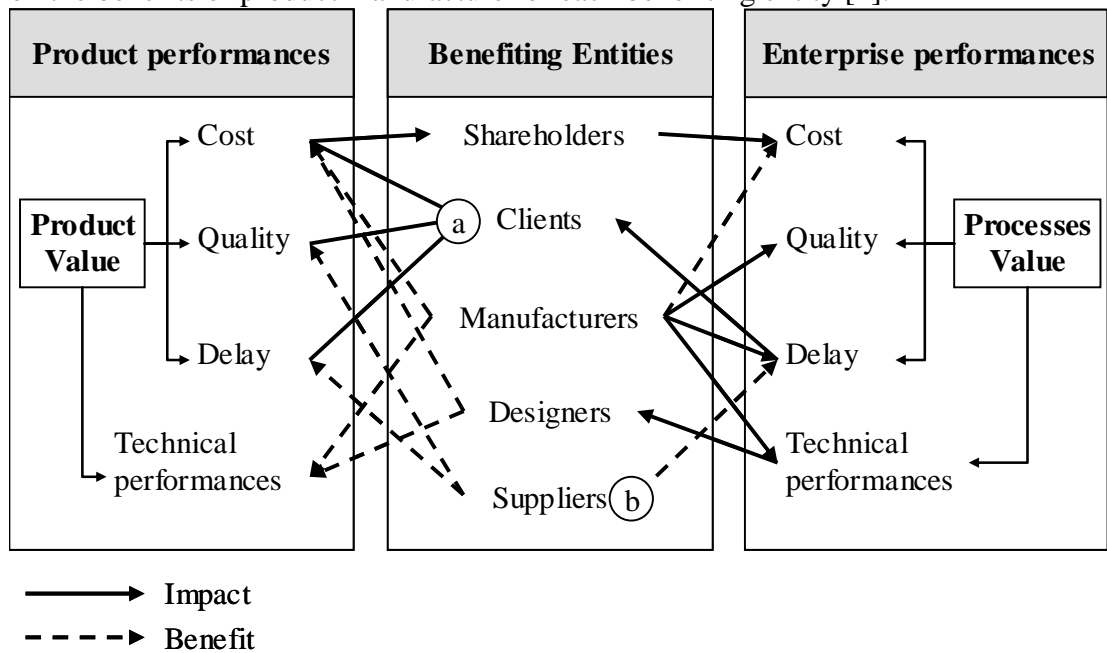 Product performances
Benefiting Entities
Enterprise performances
Cost
Shareholders
Cost
Product
Value
Quality
a
Clients
Quality
Processes
Value
Manufacturers
Delay
Delay
Designers
Technical
performances
Technical
performances
Suppliers
b
Impact
Benefit